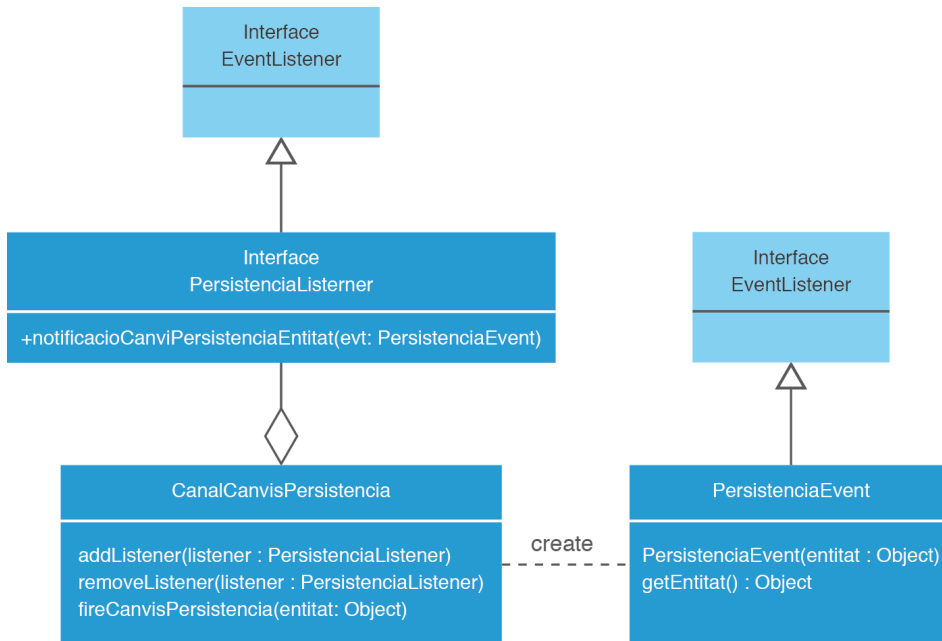 Interface
EventListener
Interface
PersistenciaListerner
+notificacioCanviPersistenciaEntitat(evt: PersistenciaEvent)
Interface
EventListener
CanalCanvisPersistencia
addListener(listener : PersistenciaListener)
removeListener(listener : PersistenciaListener)
fireCanvisPersistencia(entitat: Object)
create
PersistenciaEvent
PersistenciaEvent(entitat : Object)
getEntitat() : Object